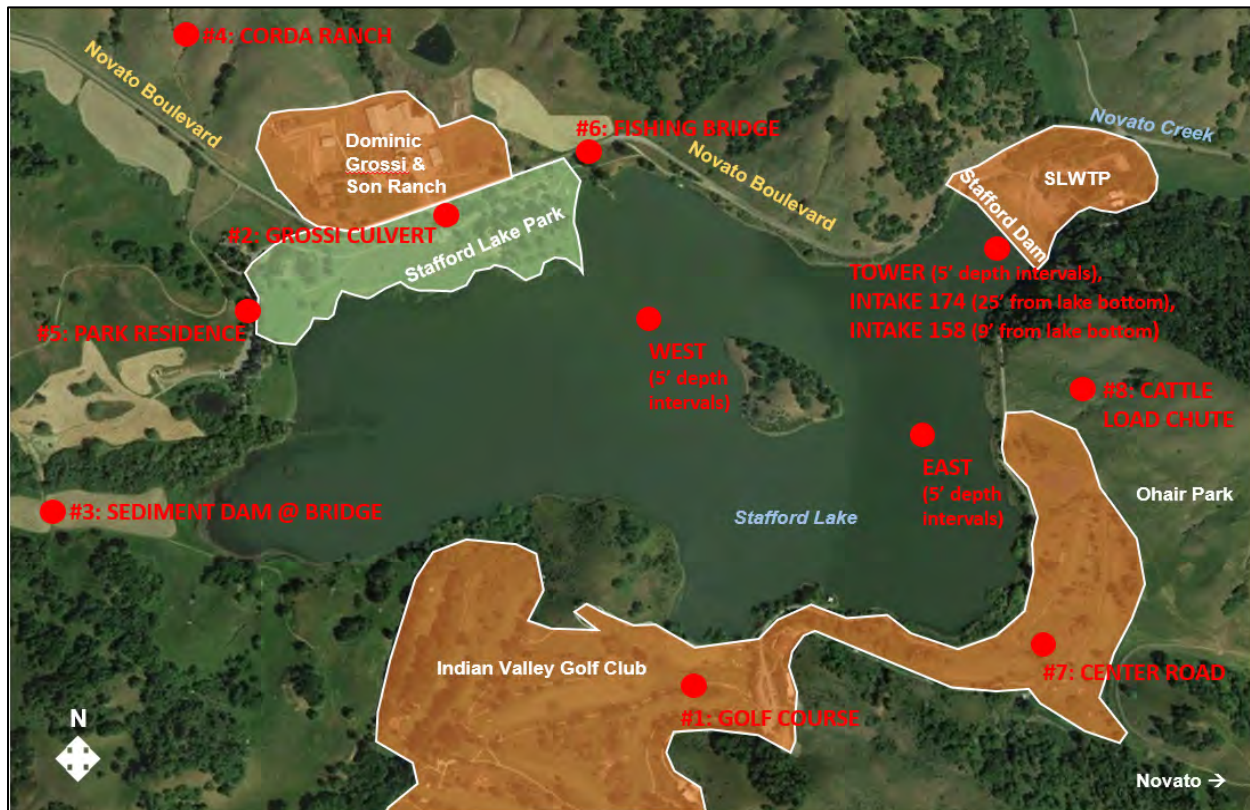 #4: CORDA RANCH
Novato Boulevard
Dominic
Grossi &
Son Ranch
#6: FISHING BRIDGE
Novato Boulevard
Novato Creek
SLWTP
Stafford Dam
#2: GROSSI CULVERT
Stafford Lake Park
TOWER (5' depth intervals),
INTAKE 174 (25' from lake bottom),
INTAKE 158 (9' from lake bottom)
#5: PARK RESIDENCE
WEST
(5' depth
intervals)
#8: CATTLE
LOAD CHUTE
EAST
(5' depth
intervals)
Ohair Park
#3: SEDIMENT DAM @ BRIDGE
Stafford Lake
Indian Valley Golf Club
#7: CENTER ROAD
#1: GOLF COURSE
N
Novato →